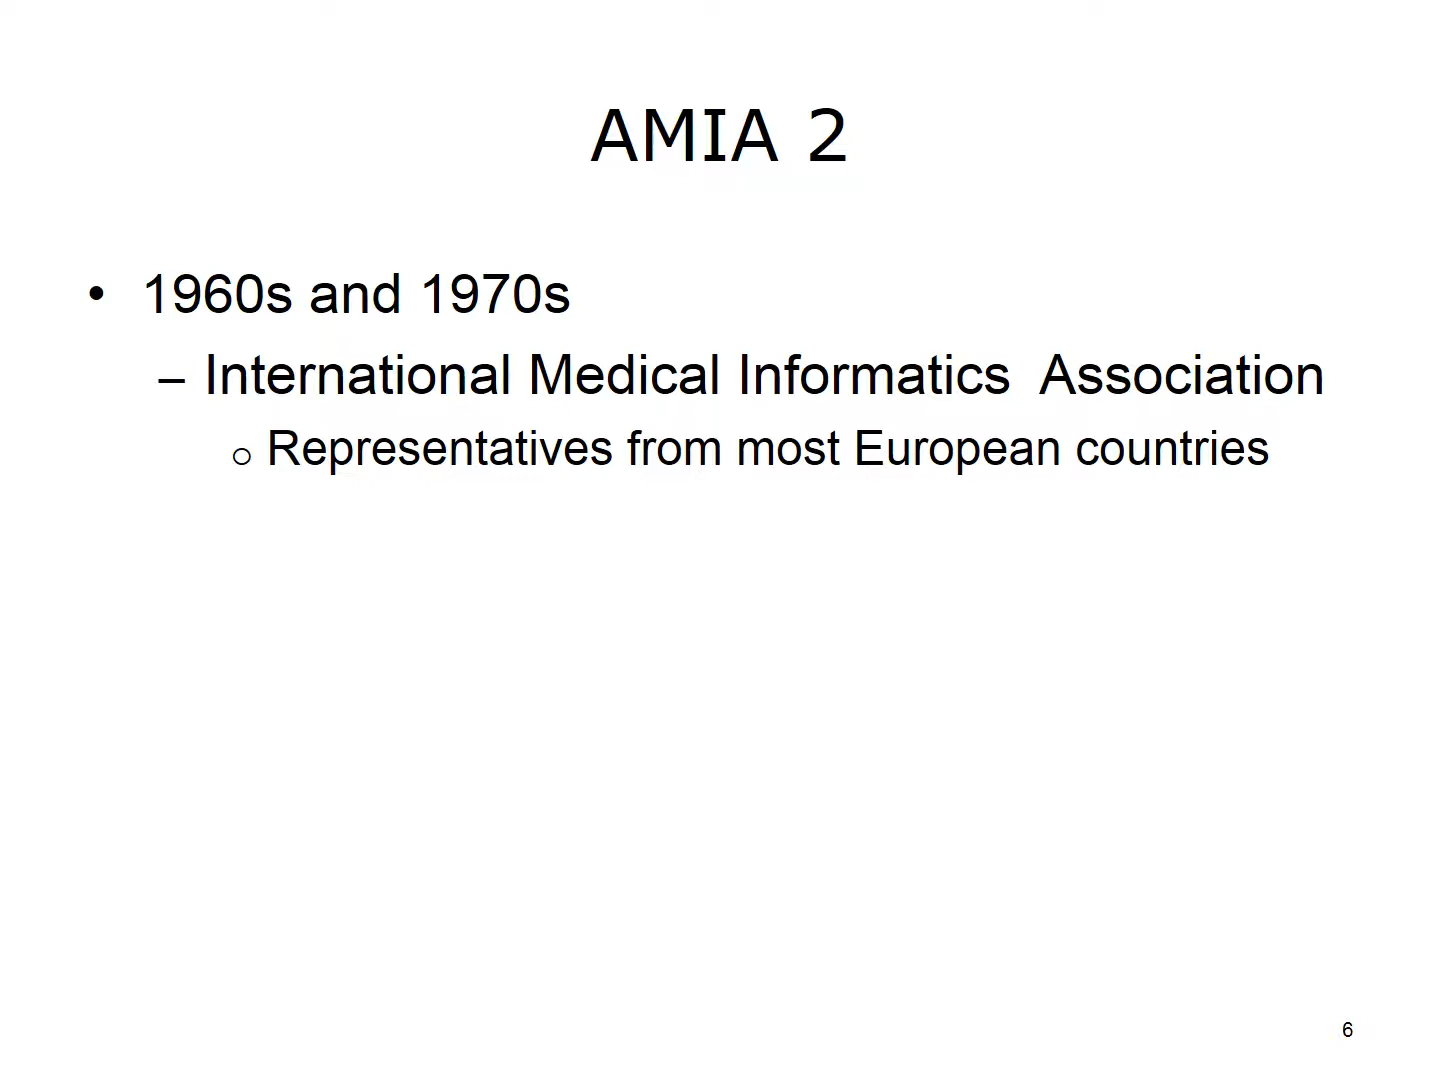 AMIA 2
• 1960s and 1970s
– International Medical Informatics  Association
o Representatives from most European countries
6